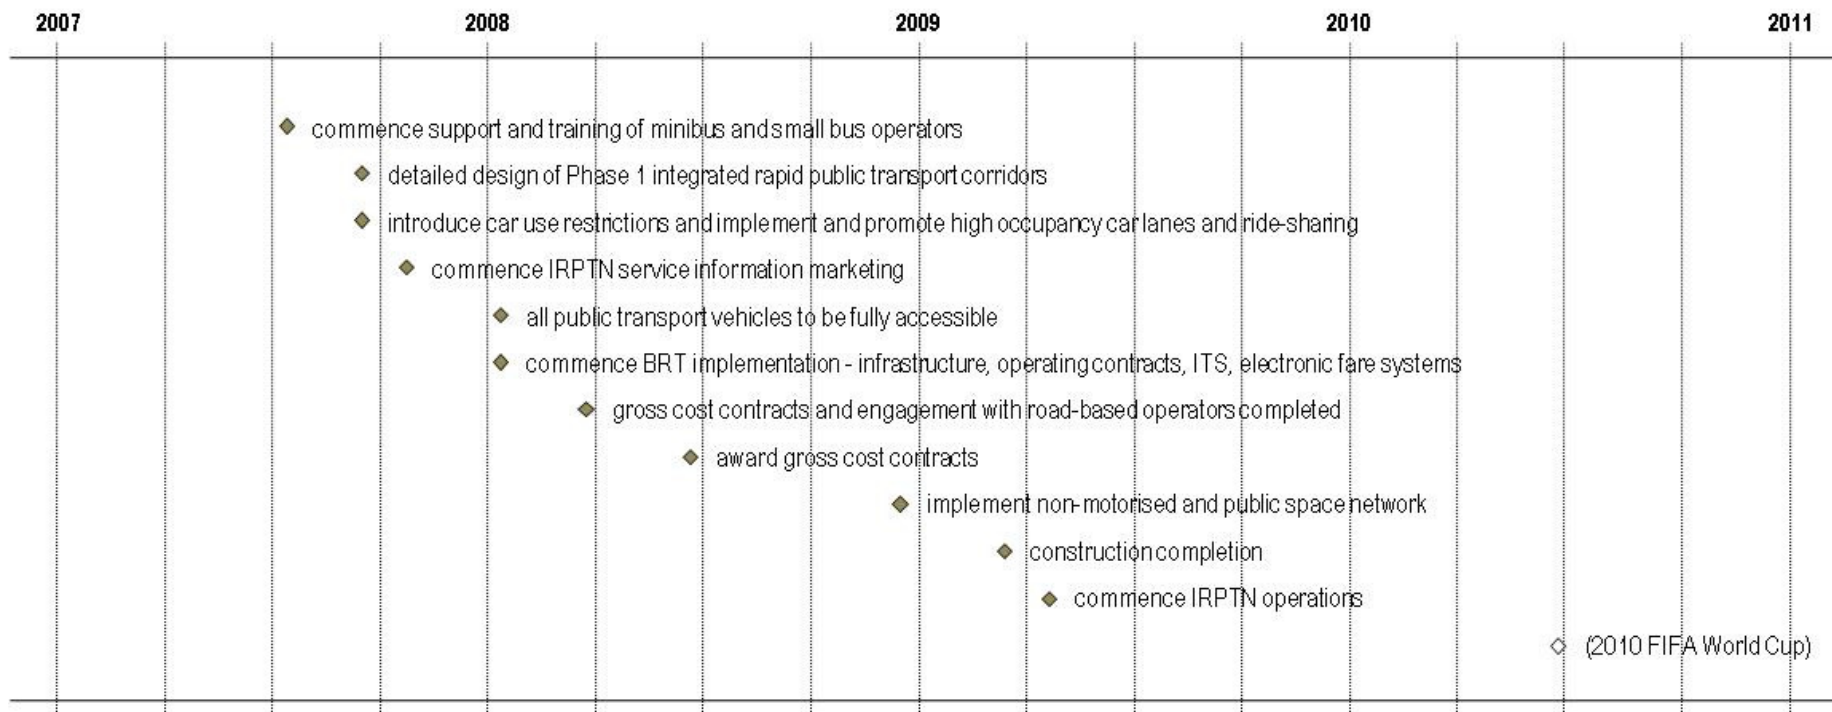 2007 2008 2009 2010 2011
commence support and training of minibus and small bus operators
detailed design of Phase 1 integrated rapid public transport corridors
introduce car use restrictions and implement and promote high occupancy car lanes and ride-sharing
commence IRPTN service information marketing
all public transport vehicles to be fully accessible
commence BRT implementation - infrastructure, operating contracts, ITS, electronic fare systems
gross cost contracts and engagement with road-based operators completed
award gross cost contracts
implement non-motorised and public space network
construction completion
commence IRPTN operations
(2010 FIFA World Cup)